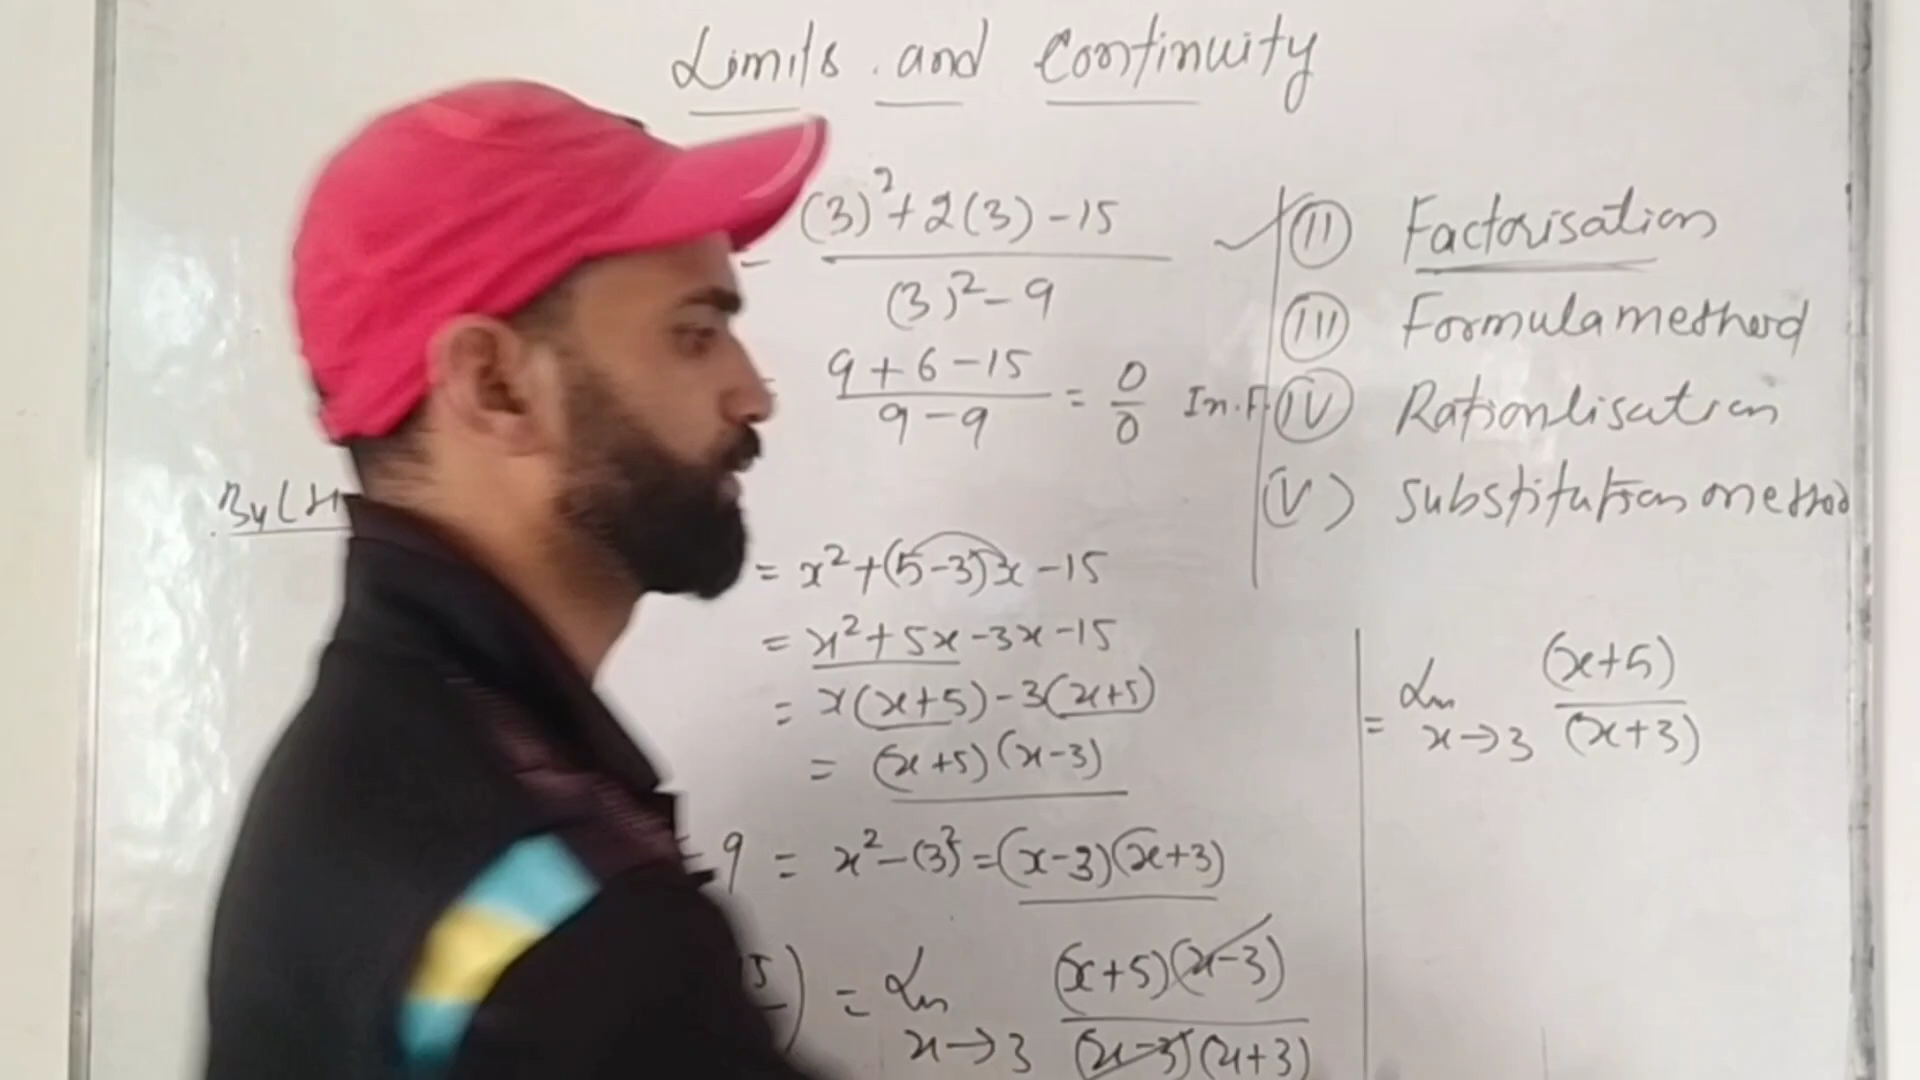 Limits and Continuity
= (3)² + 2(3) - 15 / (3)² - 9
= 9 + 6 - 15 / 9 - 9 = 0/0 In.F.
(II) Factorisation
(III) Formula method
(IV) Rationlisation
(V) Substitution method
By
= x² + (5-3)x - 15
= x² + 5x - 3x - 15
= x(x+5) - 3(x+5)
= (x+5)(x-3)
- 9 = x² - (3)² = (x-3)(x+3)
5 ) = Lm x→3 (x+5)(x-3) / (x-3)(x+3)
= Lm x→3 (x+5) / (x+3)